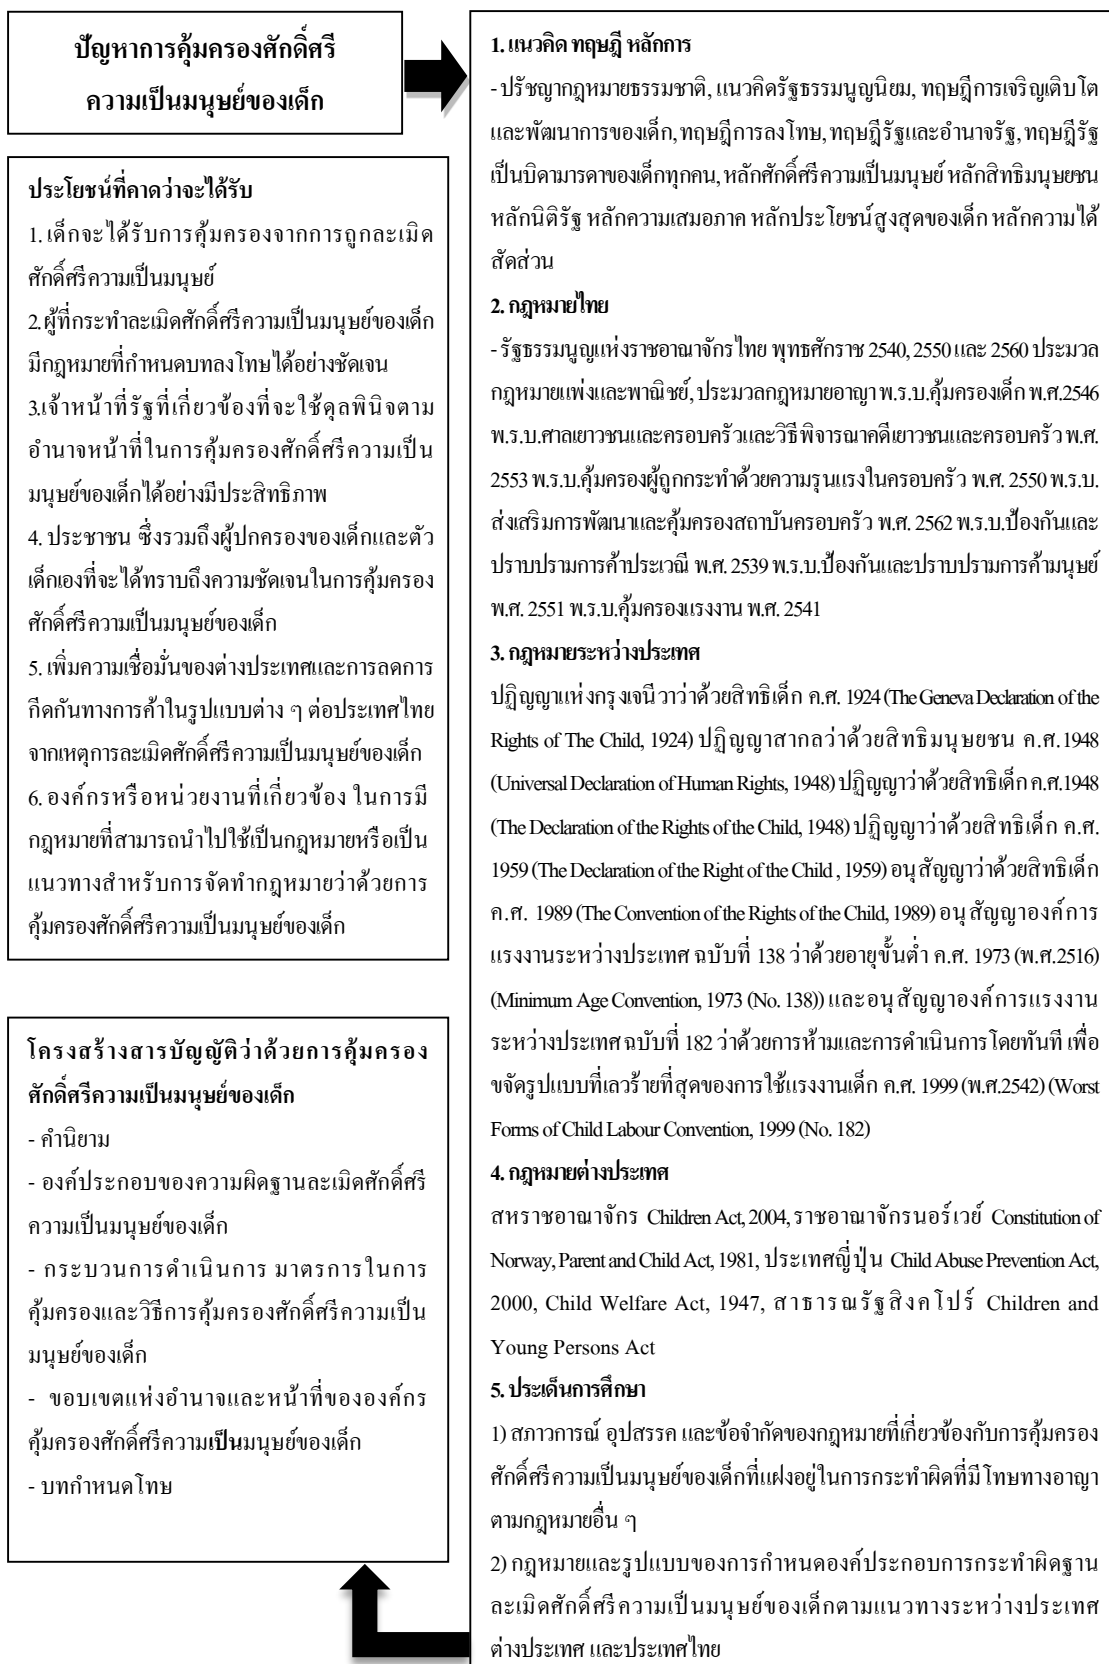 ปัญหาการคุ้มครองศักดิ์ศรี
ความเป็นมนุษย์ของเด็ก
ประโยชน์ที่คาดว่าจะได้รับ
1. เด็กจะได้รับการคุ้มครองจากการถูกละเมิด
ศักดิ์ศรีความเป็นมนุษย์
2.ผู้ที่กระทำละเมิดศักดิ์ศรีความเป็นมนุษย์ของเด็ก
มีกฎหมายที่กำหนดบทลงโทษได้อย่างชัดเจน
3.เจ้าหน้าที่รัฐที่เกี่ยวข้องที่จะใช้ดุลพินิจตาม
อำนาจหน้าที่ในการคุ้มครองศักดิ์ศรีความเป็น
มนุษย์ของเด็กได้อย่างมีประสิทธิภาพ
4. ประชาชน ซึ่งรวมถึงผู้ปกครองของเด็กและตัว
เด็กเองที่จะได้ทราบถึงความชัดเจนในการคุ้มครอง
ศักดิ์ศรีความเป็นมนุษย์ของเด็ก
5. เพิ่มความเชื่อมั่นของต่างประเทศและการลดการ
กีดกันทางการค้าในรูปแบบต่าง ๆ ต่อประเทศไทย
จากเหตุการละเมิดศักดิ์ศรีความเป็นมนุษย์ของเด็ก
6. องค์กรหรือหน่วยงานที่เกี่ยวข้อง ในการมี
กฎหมายที่สามารถนำไปใช้เป็นกฎหมายหรือเป็น
แนวทางสำหรับการจัดทำกฎหมายว่าด้วยการ
คุ้มครองศักดิ์ศรีความเป็นมนุษย์ของเด็ก
โครงสร้างสารบัญญัติว่าด้วยการคุ้มครอง
ศักดิ์ศรีความเป็นมนุษย์ของเด็ก
- คำนิยาม
- องค์ประกอบของความผิดฐานละเมิดศักดิ์ศรี
ความเป็นมนุษย์ของเด็ก
- กระบวนการดำเนินการ มาตรการในการ
คุ้มครองและวิธีการคุ้มครองศักดิ์ศรีความเป็น
มนุษย์ของเด็ก
- ขอบเขตแห่งอำนาจและหน้าที่ขององค์กร
คุ้มครองศักดิ์ศรีความเป็นมนุษย์ของเด็ก
- บทกำหนดโทษ
1. แนวคิด ทฤษฎี หลักการ
- ปรัชญากฎหมายธรรมชาติ, แนวคิดรัฐธรรมนูญนิยม, ทฤษฎีการเจริญเติบโต
และพัฒนาการของเด็ก, ทฤษฎีการลงโทษ, ทฤษฎีรัฐและอำนาจรัฐ, ทฤษฎีรัฐ
เป็นบิดามารดาของเด็กทุกคน, หลักศักดิ์ศรีความเป็นมนุษย์ หลักสิทธิมนุษยชน
หลักนิติรัฐ หลักความเสมอภาค หลักประโยชน์สูงสุดของเด็ก หลักความได้
สัดส่วน
2. กฎหมายไทย
- รัฐธรรมนูญแห่งราชอาณาจักรไทย พุทธศักราช 2540, 2550 และ 2560 ประมวล
กฎหมายแพ่งและพาณิชย์, ประมวลกฎหมายอาญา พ.ร.บ.คุ้มครองเด็ก พ.ศ.2546
พ.ร.บ.ศาลเยาวชนและครอบครัวและวิธีพิจารณาคดีเยาวชนและครอบครัว พ.ศ.
2553 พ.ร.บ.คุ้มครองผู้ถูกกระทำด้วยความรุนแรงในครอบครัว พ.ศ. 2550 พ.ร.บ.
ส่งเสริมการพัฒนาและคุ้มครองสถาบันครอบครัว พ.ศ. 2562 พ.ร.บ.ป้องกันและ
ปราบปรามการค้าประเวณี พ.ศ. 2539 พ.ร.บ.ป้องกันและปราบปรามการค้ามนุษย์
พ.ศ. 2551 พ.ร.บ.คุ้มครองแรงงาน พ.ศ. 2541
3. กฎหมายระหว่างประเทศ
ปฏิญญาแห่งกรุงเจนีวาว่าด้วยสิทธิเด็ก ค.ศ. 1924 (The Geneva Declaration of the
Rights of The Child, 1924) ปฏิญญาสากลว่าด้วยสิทธิมนุษยชน ค.ศ.1948
(Universal Declaration of Human Rights, 1948) ปฏิญญาว่าด้วยสิทธิเด็ก ค.ศ.1948
(The Declaration of the Rights of the Child, 1948) ปฏิญญาว่าด้วยสิทธิเด็ก ค.ศ.
1959 (The Declaration of the Right of the Child , 1959) อนุสัญญาว่าด้วยสิทธิเด็ก
ค.ศ. 1989 (The Convention of the Rights of the Child, 1989) อนุสัญญาองค์การ
แรงงานระหว่างประเทศ ฉบับที่ 138 ว่าด้วยอายุขั้นต่ำ ค.ศ. 1973 (พ.ศ.2516)
(Minimum Age Convention, 1973 (No. 138)) และอนุสัญญาองค์การแรงงาน
ระหว่างประเทศ ฉบับที่ 182 ว่าด้วยการห้ามและการดำเนินการโดยทันที เพื่อ
ขจัดรูปแบบที่เลวร้ายที่สุดของการใช้แรงงานเด็ก ค.ศ. 1999 (พ.ศ.2542) (Worst
Forms of Child Labour Convention, 1999 (No. 182)
4. กฎหมายต่างประเทศ
สหราชอาณาจักร Children Act, 2004, ราชอาณาจักรนอร์เวย์ Constitution of
Norway, Parent and Child Act, 1981, ประเทศญี่ปุ่น Child Abuse Prevention Act,
2000, Child Welfare Act, 1947, สาธารณรัฐสิงคโปร์ Children and
Young Persons Act
5. ประเด็นการศึกษา
1) สภาวการณ์ อุปสรรค และข้อจำกัดของกฎหมายที่เกี่ยวข้องกับการคุ้มครอง
ศักดิ์ศรีความเป็นมนุษย์ของเด็กที่แฝงอยู่ในการกระทำผิดที่มีโทษทางอาญา
ตามกฎหมายอื่น ๆ
2) กฎหมายและรูปแบบของการกำหนดองค์ประกอบการกระทำผิดฐาน
ละเมิดศักดิ์ศรีความเป็นมนุษย์ของเด็กตามแนวทางระหว่างประเทศ
ต่างประเทศ และประเทศไทย